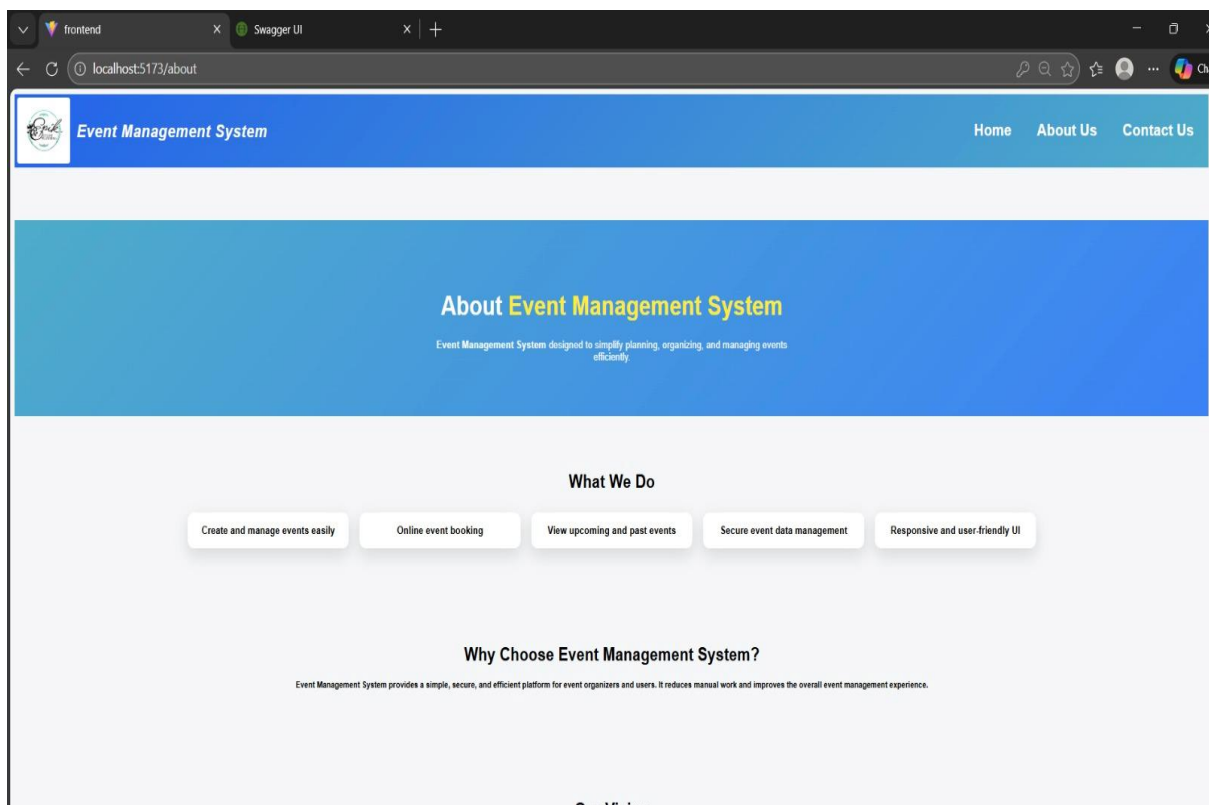 frontend
Swagger UI
localhost:5173/about
Epik
Event Management System
Home About Us Contact Us
About Event Management System
Event Management System designed to simplify planning, organizing, and managing events
efficiently.
What We Do
Create and manage events easily
Online event booking
View upcoming and past events
Secure event data management
Responsive and user-friendly UI
Why Choose Event Management System?
Event Management System provides a simple, secure, and efficient platform for event organizers and users. It reduces manual work and improves the overall event management experience.